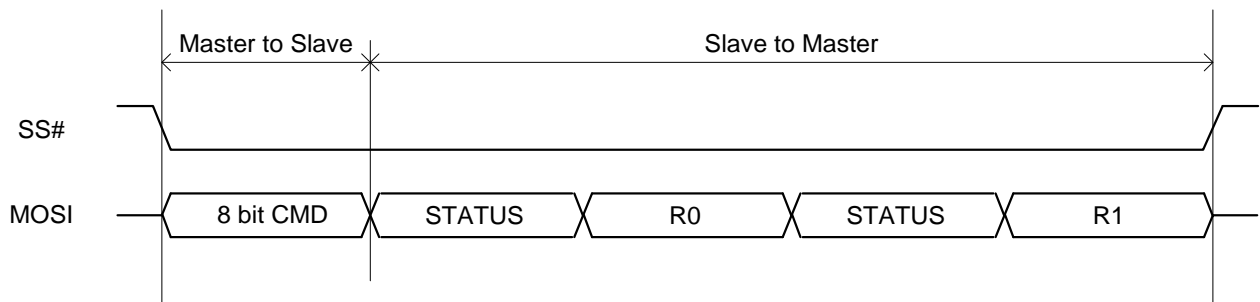 Master to Slave Slave to Master
SS#
MOSI 8 bit CMD STATUS R0 STATUS R1